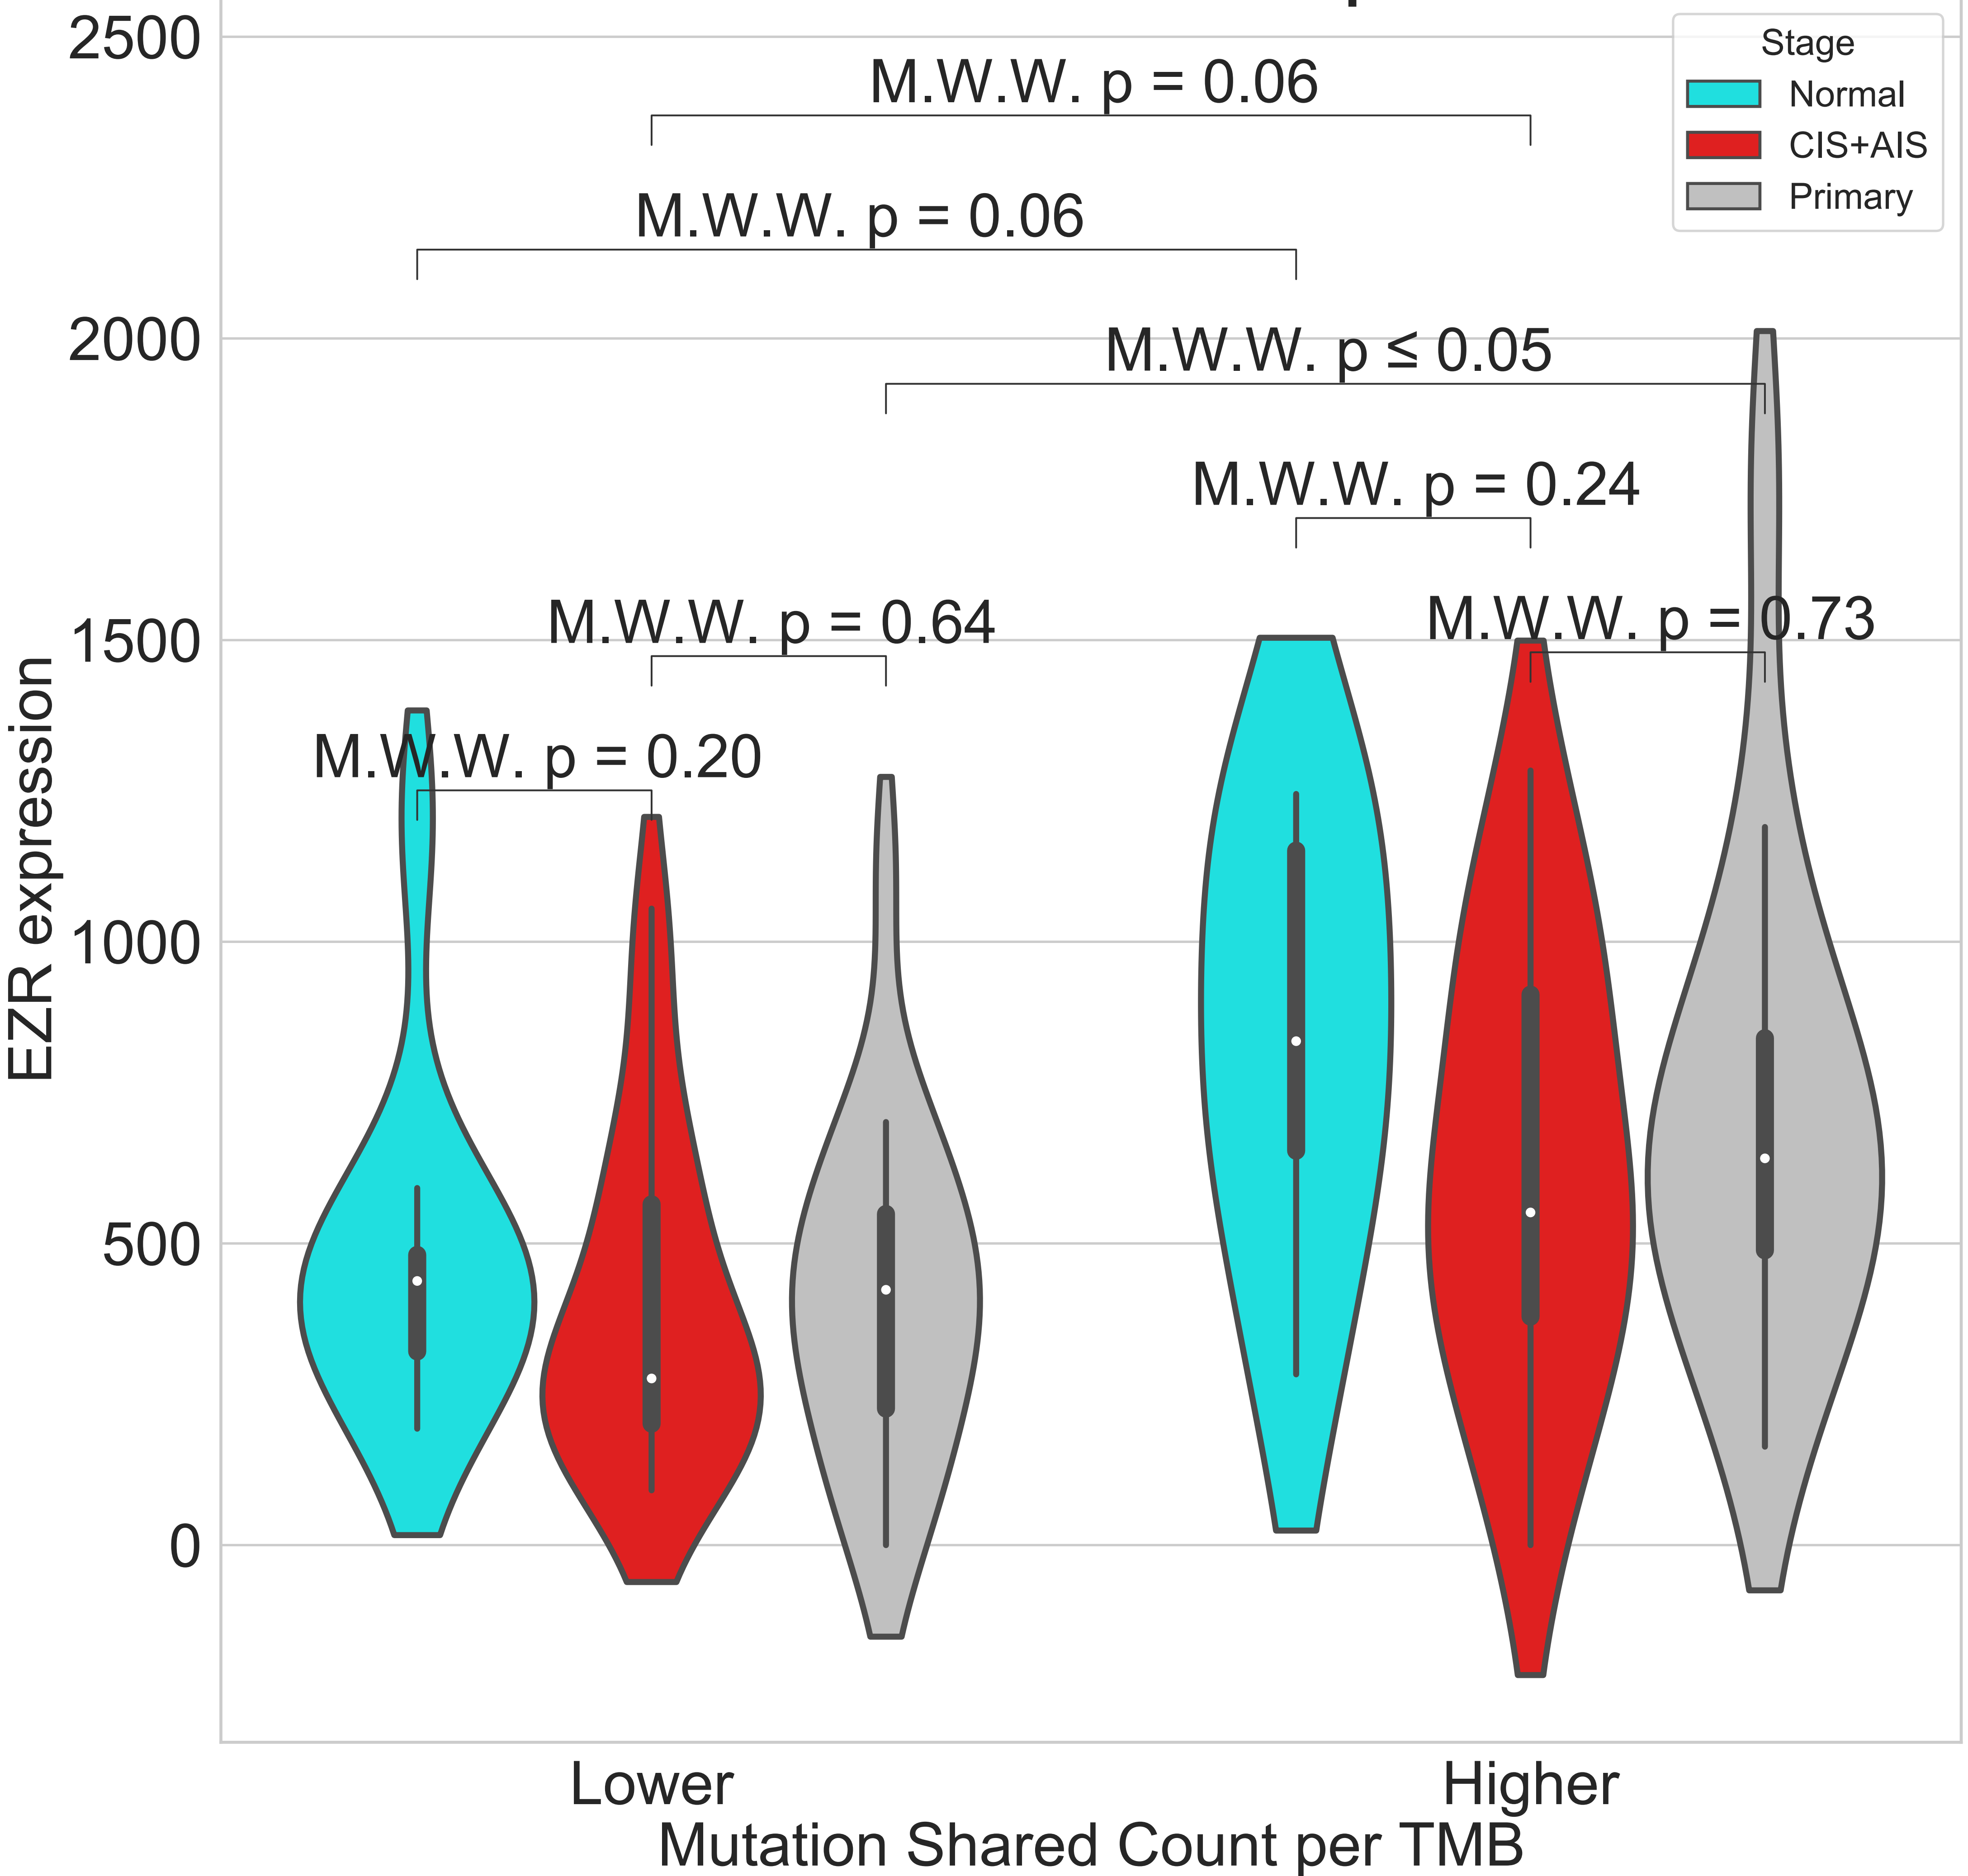 2500
2000
1500
1000
500
0
EZR expression
Stage
Normal
CIS+AIS
Primary
M.W.W. p = 0.06
M.W.W. p = 0.06
M.W.W. p ≤ 0.05
M.W.W. p = 0.24
M.W.W. p = 0.64
M.W.W. p = 0.73
M.W.W. p = 0.20
Lower
Higher
Mutation Shared Count per TMB